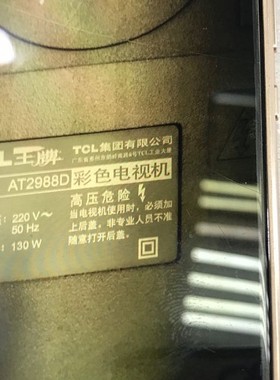 L王牌
TCL集团有限公司
AT2988D 彩色电视机
220 V～
50 Hz
130 W
高压危险
当电视机使用时，必须加
上后盖。非专业人员不准
随意打开后盖。